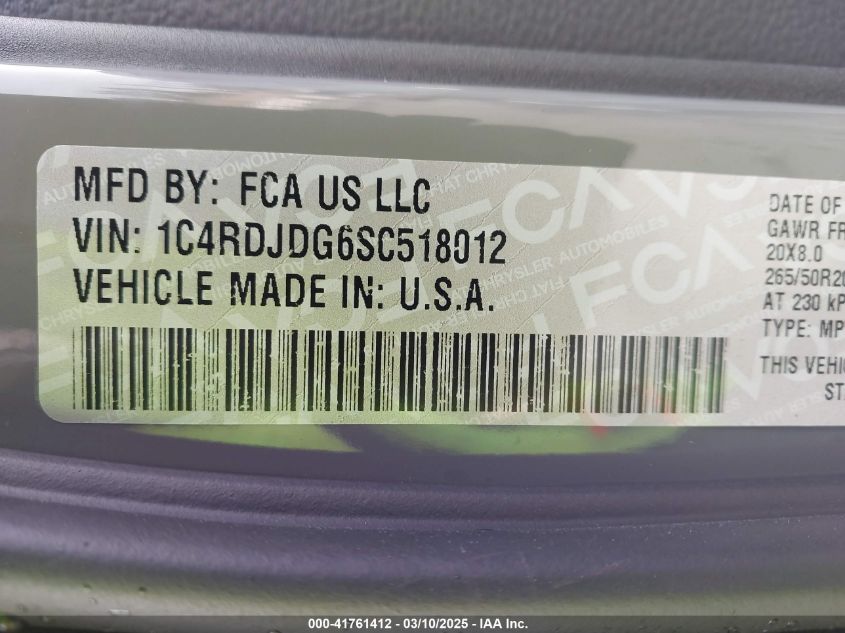 MFD BY: FCA US LLC
VIN: 1C4RDJDG6SC518012
VEHICLE MADE IN: U.S.A.
DATE OF
GAWR FR
20X8.0
265/50R20
AT 230 kP
TYPE: MP
THIS VEHI
ST
000-41761412 - 03/10/2025 - IAA Inc.